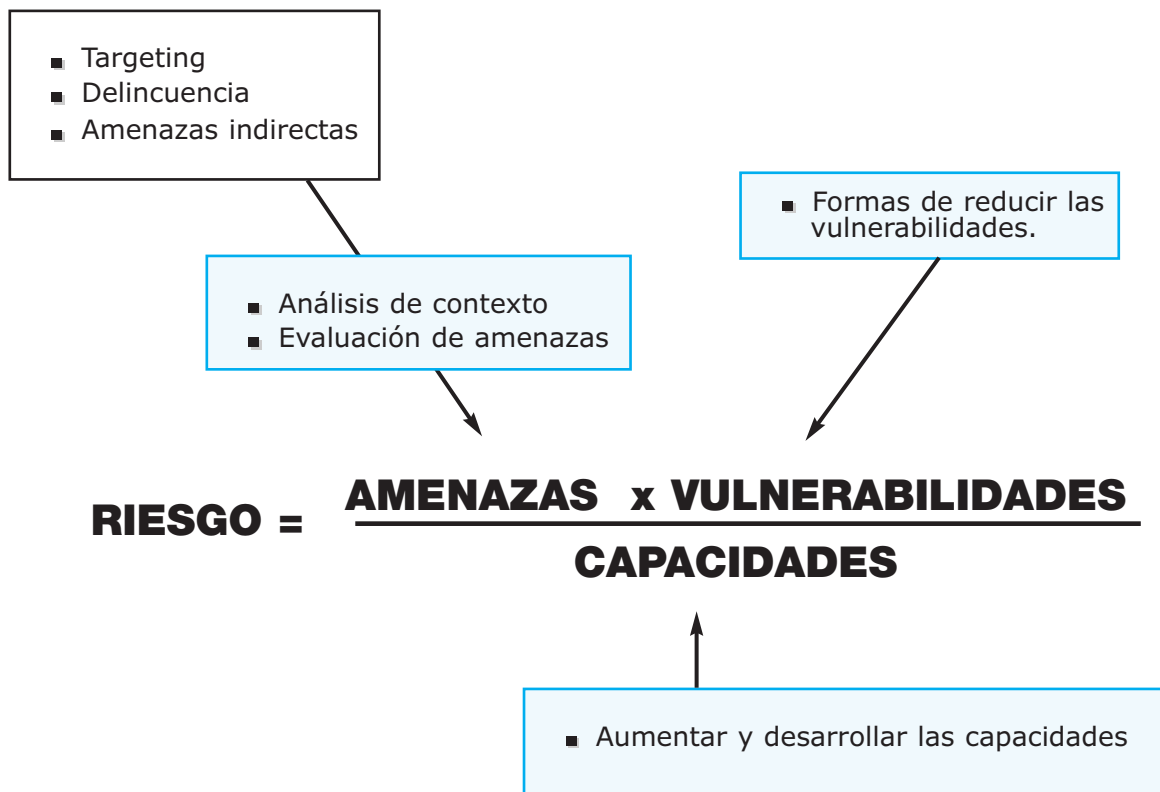 Targeting
Delincuencia
Amenazas indirectas
Formas de reducir las
vulnerabilidades.
Análisis de contexto
Evaluación de amenazas
RIESGO = AMENAZAS x VULNERABILIDADES
CAPACIDADES
Aumentar y desarrollar las capacidades